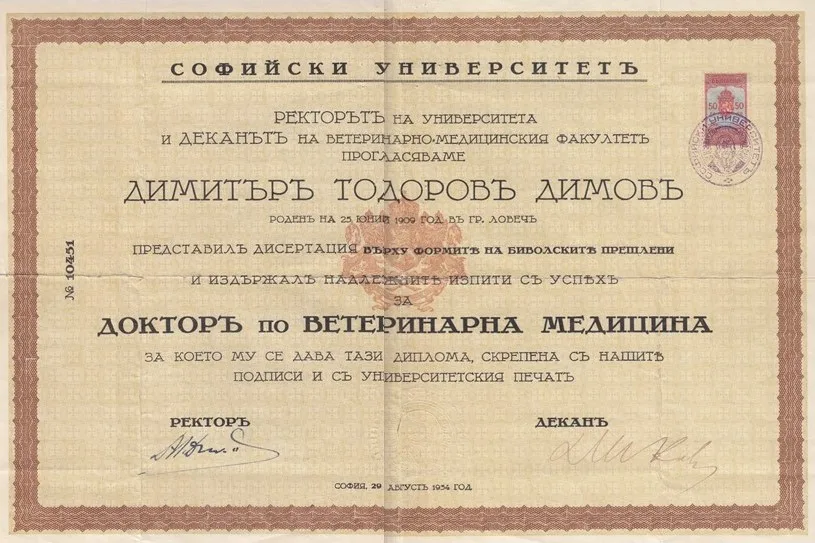 СОФИЙСКИ УНИВЕРСИТЕТЪ
50 50
СОФИЙСКИ УНИВЕРСИТЕТЪ
РЕКТОРЪТЪ НА УНИВЕРСИТЕТА
И ДЕКАНЪТЪ НА ВЕТЕРИНАРНО-МЕДИЦИНСКИЯ ФАКУЛТЕТЪ
ПРОГЛАСЯВАМЕ
ДИМИТЪРЪ ТОДОРОВЪ ДИМОВЪ
РОДЕНЪ НА 25 ЮНИЙ 1909 ГОД. ВЪ ГР. ЛОВЕЧЪ
ПРЕДСТАВИЛЪ ДИСЕРТАЦИЯ ВЪРХУ ФОРМИТѢ НА БИВОЛСКИТѢ ПРЕШЛЕНИ
И ИЗДЪРЖАЛЪ НАДЛЕЖНИТѢ ИЗПИТИ СЪ УСПѢХЪ
ЗА
ДОКТОРЪ ПО ВЕТЕРИНАРНА МЕДИЦИНА
ЗА КОЕТО МУ СЕ ДАВА ТАЗИ ДИПЛОМА, СКРЕПЕНА СЪ НАШИТѢ
ПОДПИСИ И СЪ УНИВЕРСИТЕТСКИЯ ПЕЧАТЪ
№ 10451
РЕКТОРЪ
ДЕКАНЪ
СОФИЯ, 29 АВГУСТЪ 1934 ГОД.